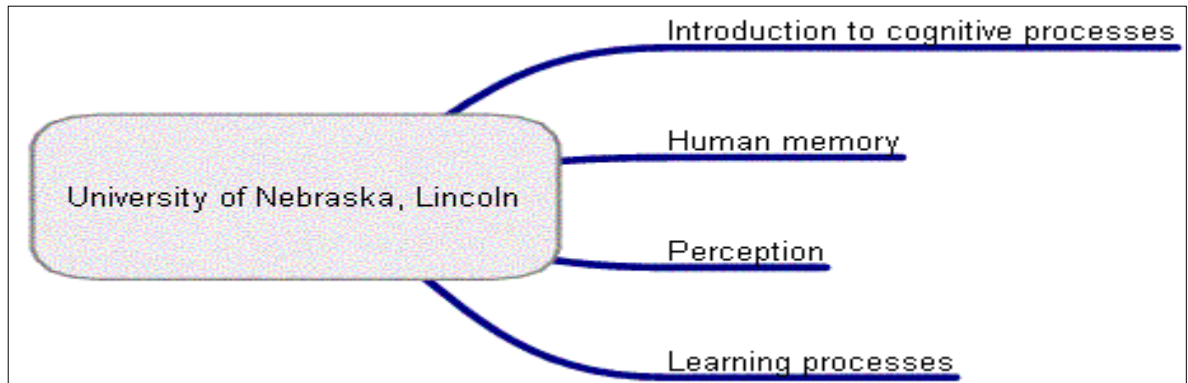 Introduction to cognitive processes
Human memory
University of Nebraska, Lincoln
Perception
Learning processes